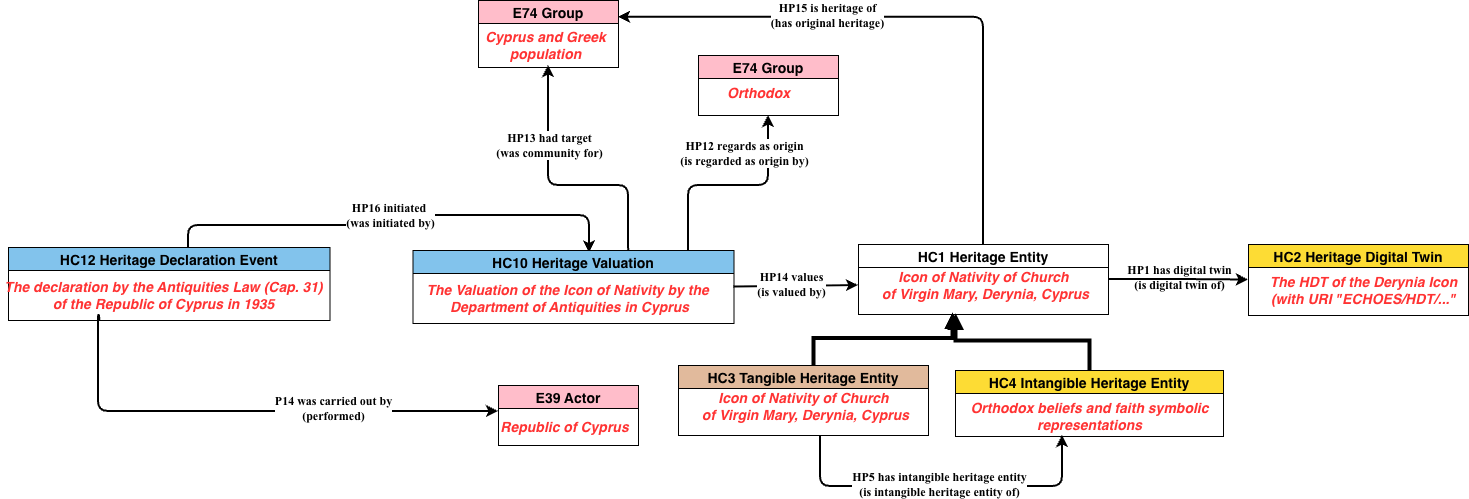 HP15 is heritage of
(has original heritage)
E74 Group
Cyprus and Greek
population
E74 Group
Orthodox
HP13 had target
(was community for)
HP12 regards as origin
(is regarded as origin by)
HP16 initiated
(was initiated by)
HC12 Heritage Declaration Event
The declaration by the Antiquities Law (Cap. 31)
of the Republic of Cyprus in 1935
HC10 Heritage Valuation
The Valuation of the Icon of Nativity by the
Department of Antiquities in Cyprus
HP14 values
(is valued by)
HC1 Heritage Entity
Icon of Nativity of Church
of Virgin Mary, Derynia, Cyprus
HP1 has digital twin
(is digital twin of)
HC2 Heritage Digital Twin
The HDT of the Derynia Icon
(with URI "ECHOES/HDT/..."
HC3 Tangible Heritage Entity
Icon of Nativity of Church
of Virgin Mary, Derynia, Cyprus
HC4 Intangible Heritage Entity
Orthodox beliefs and faith symbolic
representations
P14 was carried out by
(performed)
E39 Actor
Republic of Cyprus
HP5 has intangible heritage entity
(is intangible heritage entity of)